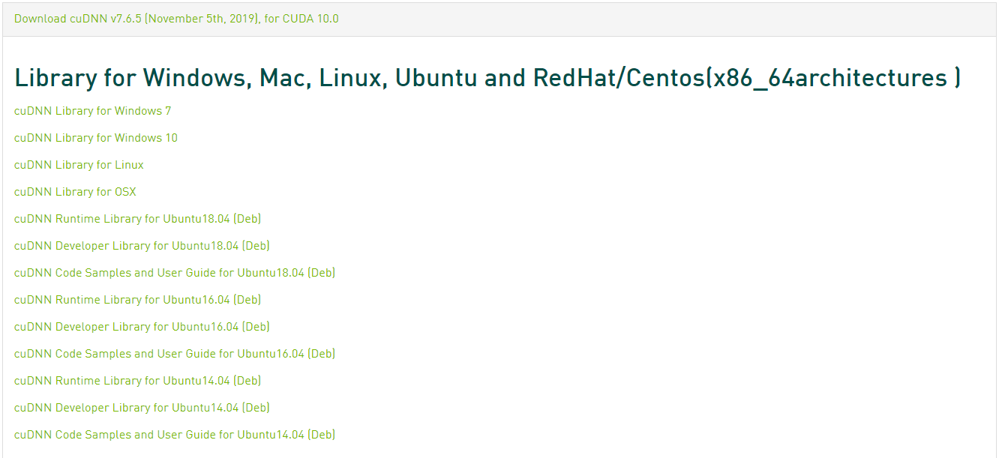 Download cuDNN v7.6.5 (November 5th, 2019), for CUDA 10.0
Library for Windows, Mac, Linux, Ubuntu and RedHat/Centos(x86_64architectures )
cuDNN Library for Windows 7
cuDNN Library for Windows 10
cuDNN Library for Linux
cuDNN Library for OSX
cuDNN Runtime Library for Ubuntu18.04 (Deb)
cuDNN Developer Library for Ubuntu18.04 (Deb)
cuDNN Code Samples and User Guide for Ubuntu18.04 (Deb)
cuDNN Runtime Library for Ubuntu16.04 (Deb)
cuDNN Developer Library for Ubuntu16.04 (Deb)
cuDNN Code Samples and User Guide for Ubuntu16.04 (Deb)
cuDNN Runtime Library for Ubuntu14.04 (Deb)
cuDNN Developer Library for Ubuntu14.04 (Deb)
cuDNN Code Samples and User Guide for Ubuntu14.04 (Deb)